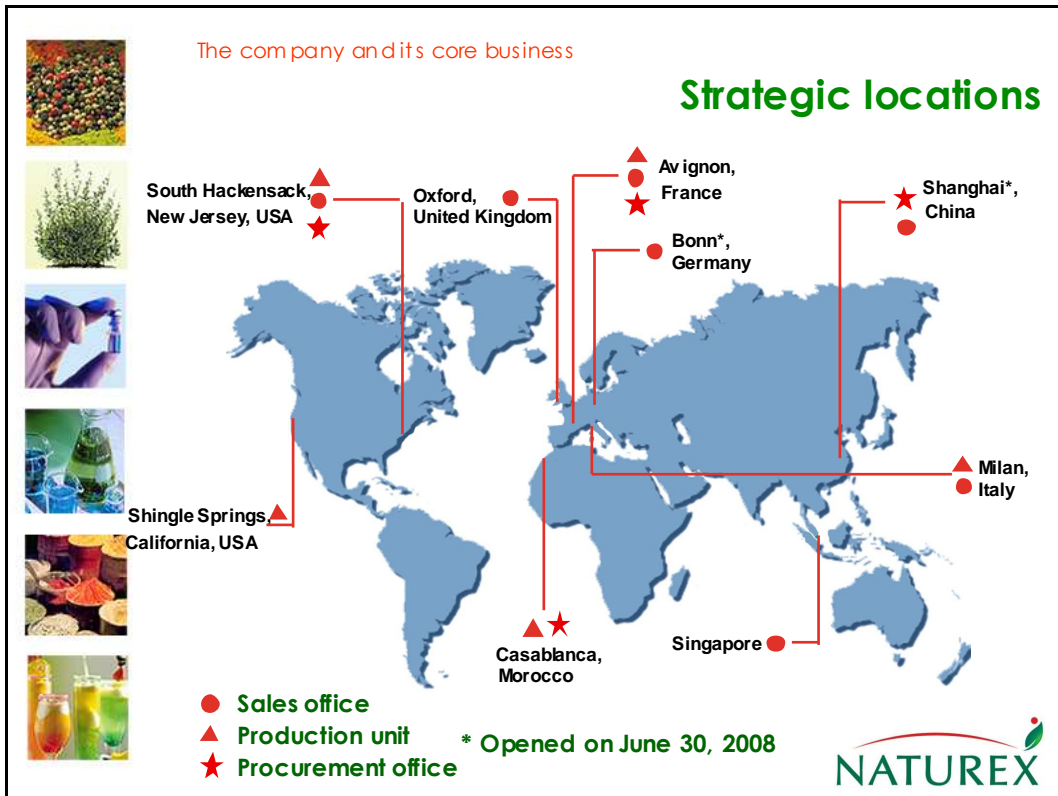 The company and its core business
Strategic locations
South Hackensack,
New Jersey, USA
Oxford,
United Kingdom
Avignon,
France
Shanghai*,
China
Bonn*,
Germany
Milan,
Italy
Shingle Springs,
California, USA
Casablanca,
Morocco
Singapore
Sales office
Production unit
* Opened on June 30, 2008
Procurement office
NATUREX